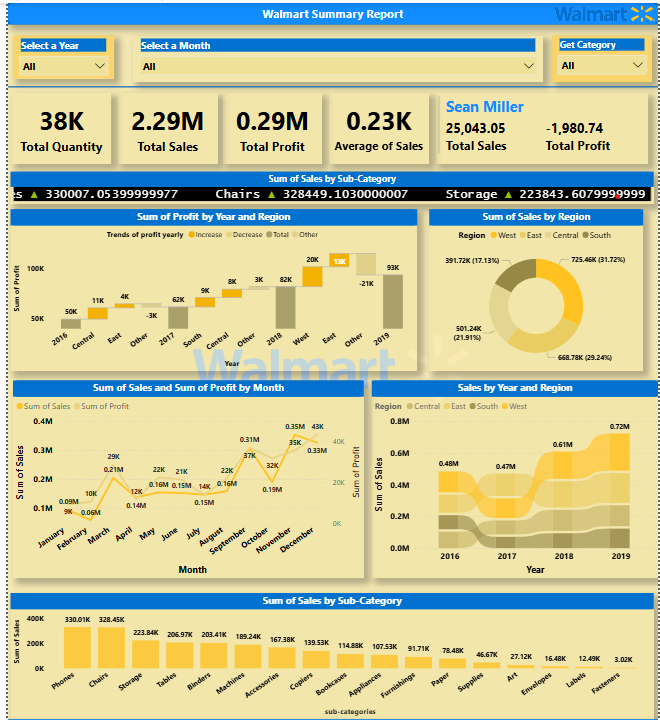 Walmart Summary Report
Walmart
Select a Year
All
Select a Month
All
Get Category
All
38K
Total Quantity
2.29M
Total Sales
0.29M
Total Profit
0.23K
Average of Sales
Sean Miller
25,043.05
Total Sales
-1,980.74
Total Profit
Sum of Sales by Sub-Category
s ▲ 330007.05399999977 Chairs ▲ 328449.1030000007 Storage ▲ 223843.6079999999
Sum of Profit by Year and Region
Trends of profit yearly Increase Decrease Total Other
Sum of Profit
100K
50K
50K
11K
4K
-3K
62K
9K
8K
3K
82K
20K
13K
-21K
93K
2016
Central
East
Other
2017
South
Central
Other
2018
West
East
Other
2019
Year
Walmart
Sum of Sales by Region
Region West East Central South
391.72K (17.13%)
725.46K (31.72%)
501.24K
(21.91%)
668.78K (29.24%)
Sum of Sales and Sum of Profit by Month
Sum of Sales Sum of Profit
Sum of Sales
0.4M
0.3M
0.2M
0.1M
0.09M
9K
10K
0.06M
29K
0.21M
12K
0.14M
22K
0.16M
21K
0.15M
14K
0.15M
22K
0.16M
0.31M
37K
32K
0.19M
0.35M
35K
43K
0.33M
40K
20K
0K
Sum of Profit
January
February
March
April
May
June
July
August
September
October
November
December
Month
Sales by Year and Region
Region Central East South West
Sum of Sales
0.8M
0.6M
0.4M
0.2M
0.0M
0.48M
0.47M
0.61M
0.72M
2016 2017 2018 2019
Year
Sum of Sales by Sub-Category
Sum of Sales
400K
200K
0K
330.01K 328.45K 223.84K 206.97K 203.41K 189.24K 167.38K 139.53K 114.88K 107.53K 91.71K 78.48K 46.67K 27.12K 16.48K 12.49K 3.02K
Phones Chairs Storage Tables Binders Machines Accessories Copiers Bookcases Appliances Furnishings Paper Supplies Art Envelopes Labels Fasteners
sub-categories